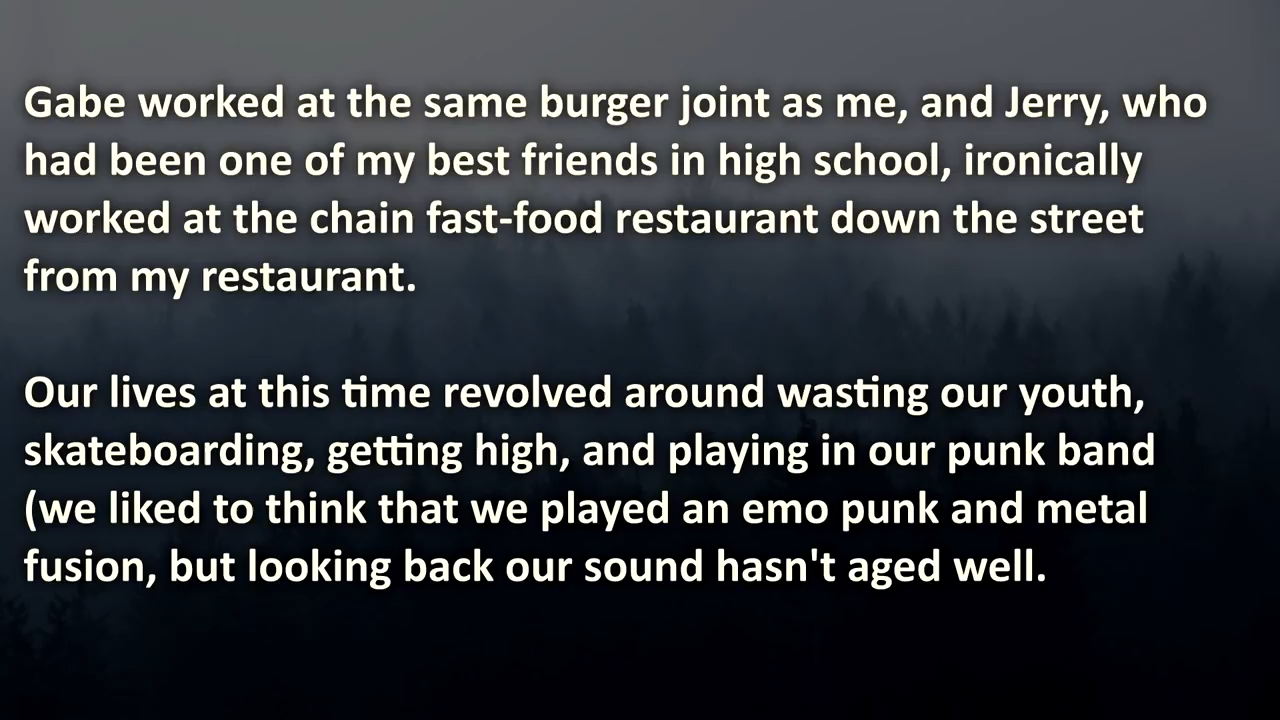 Gabe worked at the same burger joint as me, and Jerry, who
had been one of my best friends in high school, ironically
worked at the chain fast-food restaurant down the street
from my restaurant.
Our lives at this time revolved around wasting our youth,
skateboarding, getting high, and playing in our punk band
(we liked to think that we played an emo punk and metal
fusion, but looking back our sound hasn't aged well.